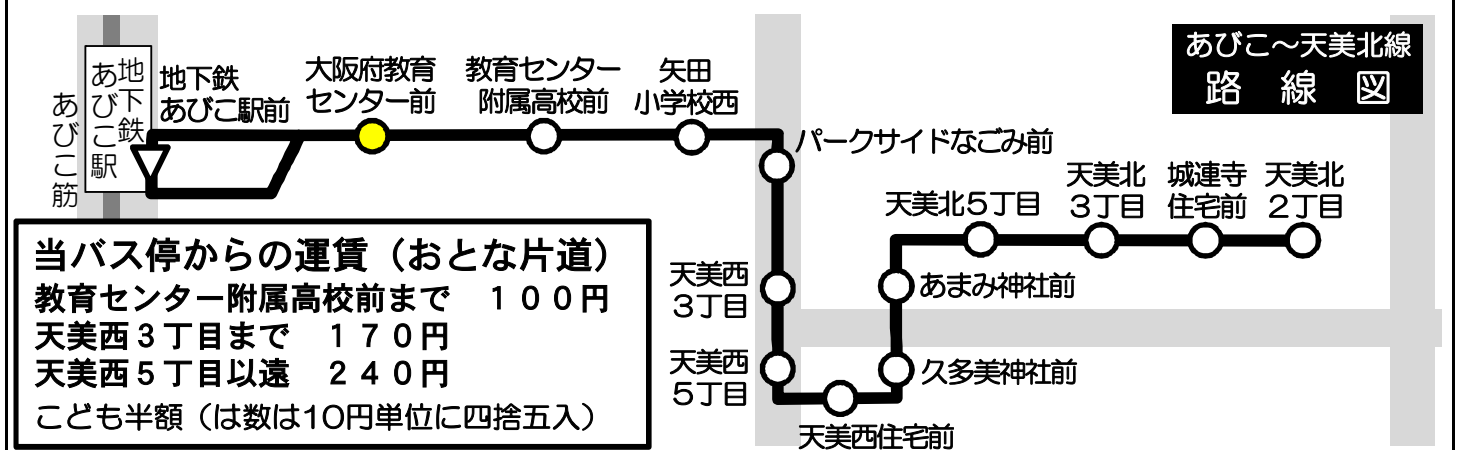 あびこ～天美北線
路線図
あびこ筋
地下鉄
あびこ駅
地下鉄
あびこ駅前
大阪府教育
センター前
教育センター
附属高校前
矢田
小学校西
パークサイドなごみ前
天美西
3丁目
天美西
5丁目
天美西住宅前
久多美神社前
あまみ神社前
天美北5丁目
天美北
3丁目
城連寺
住宅前
天美北
2丁目
当バス停からの運賃（おとな片道）
教育センター附属高校前まで　１００円
天美西３丁目まで　１７０円
天美西５丁目以遠　２４０円
こども半額（は数は10円単位に四捨五入）